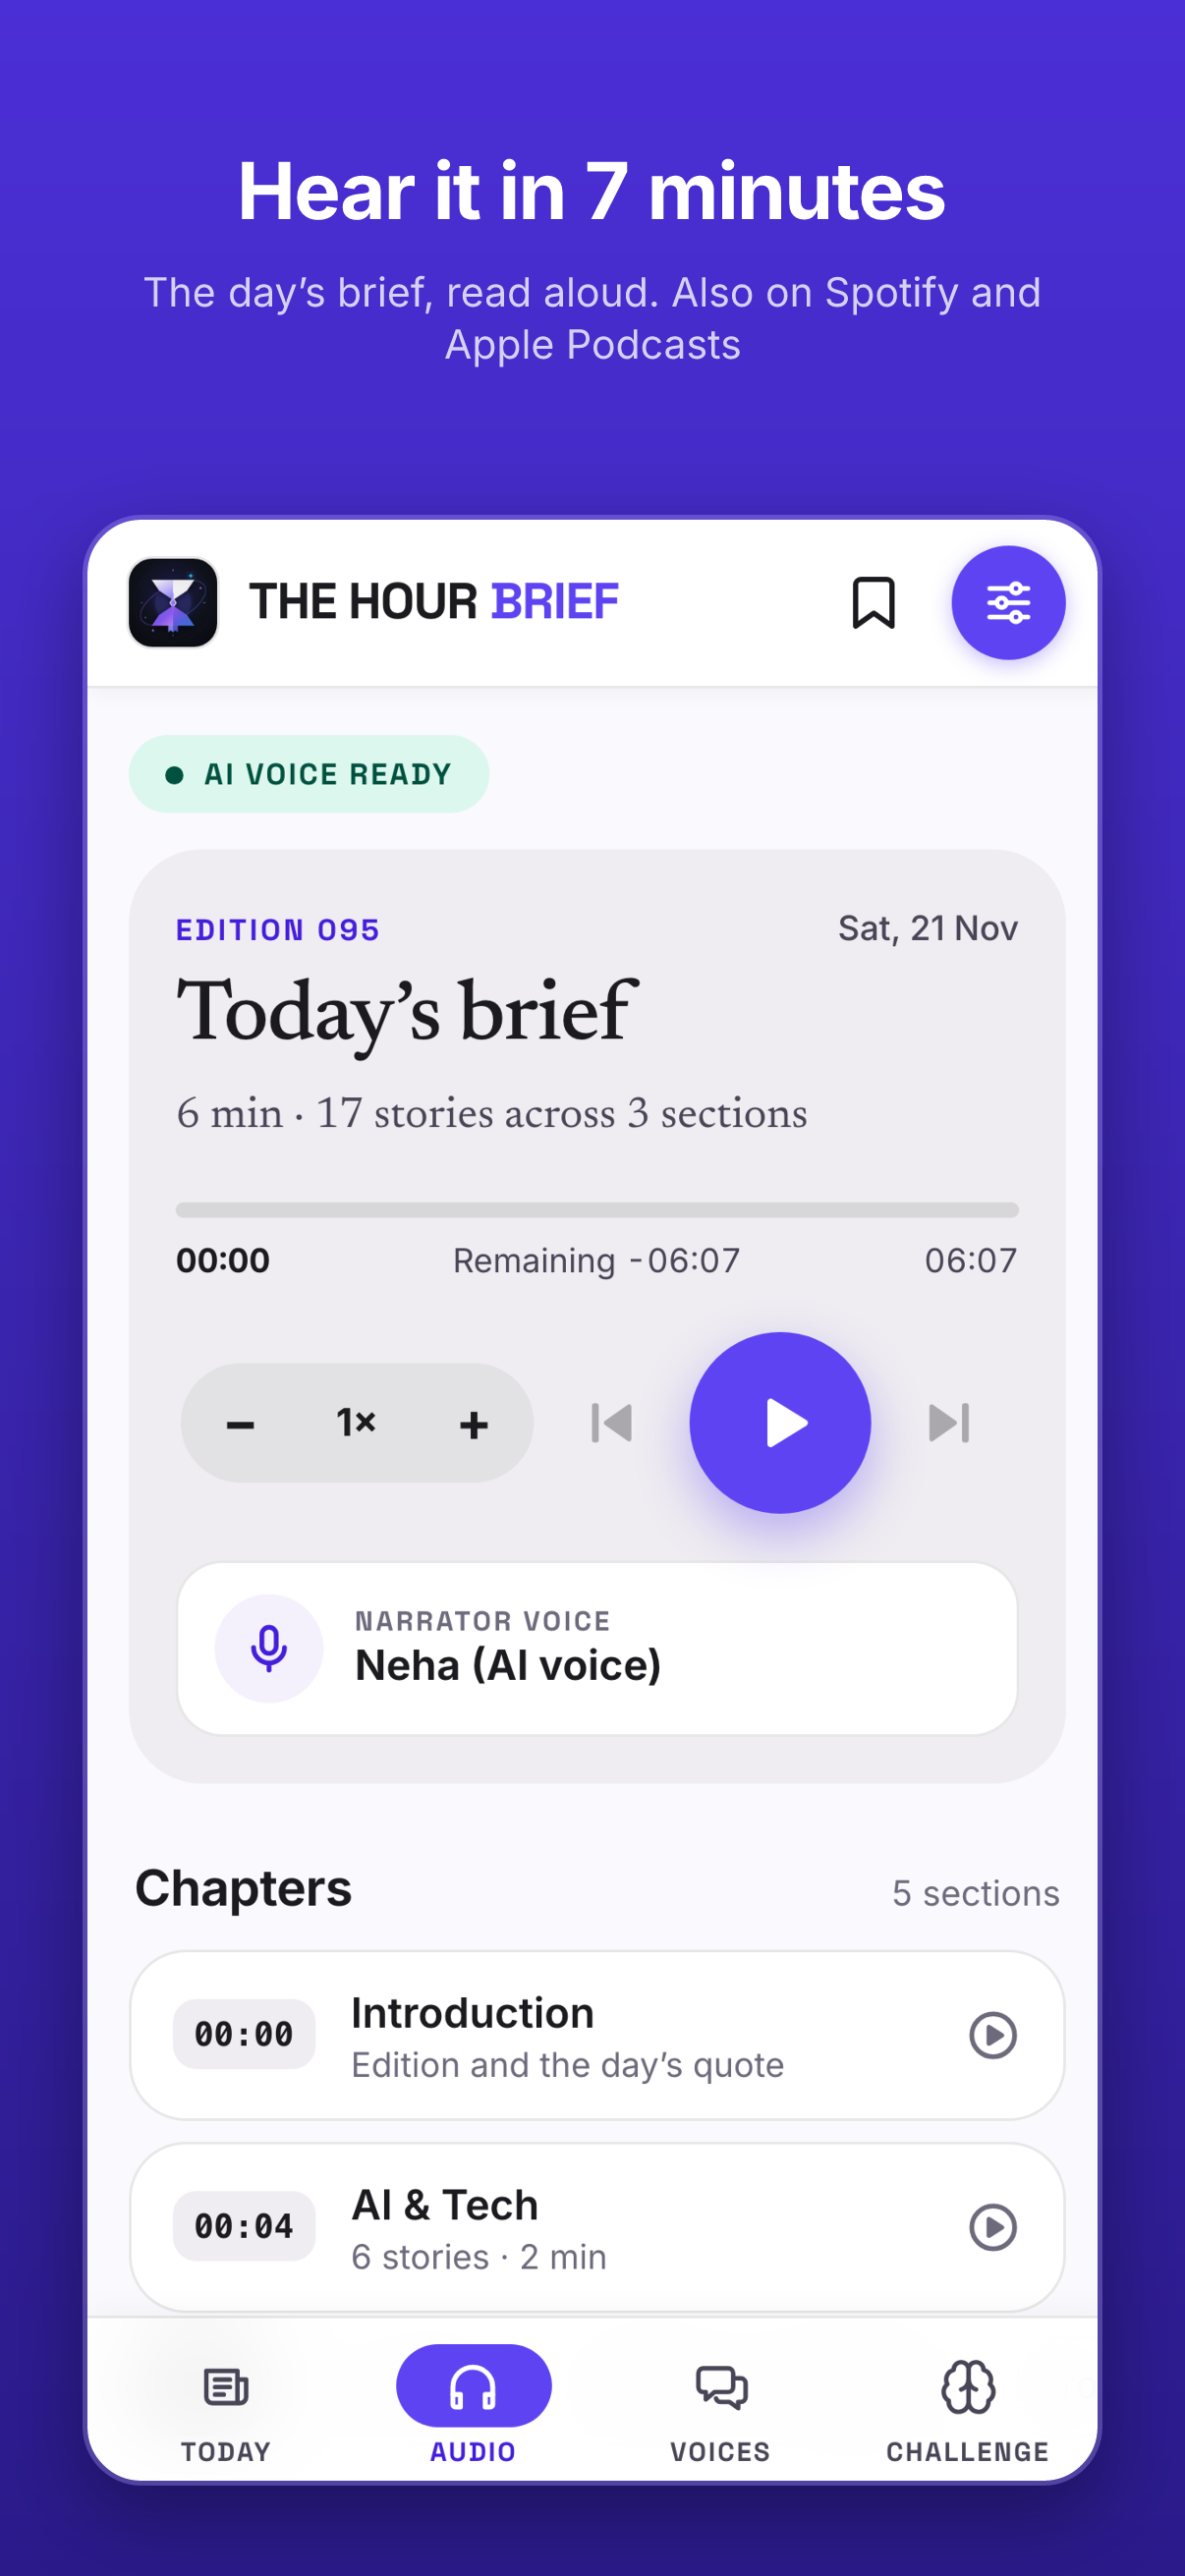 Hear it in 7 minutes
The day’s brief, read aloud. Also on Spotify and
Apple Podcasts
THE HOUR BRIEF
AI VOICE READY
EDITION 095
Sat, 21 Nov
Today’s brief
6 min · 17 stories across 3 sections
00:00
Remaining -06:07
06:07
− 1× +
NARRATOR VOICE
Neha (AI voice)
Chapters
5 sections
00:00
Introduction
Edition and the day’s quote
00:04
AI & Tech
6 stories · 2 min
TODAY
AUDIO
VOICES
CHALLENGE